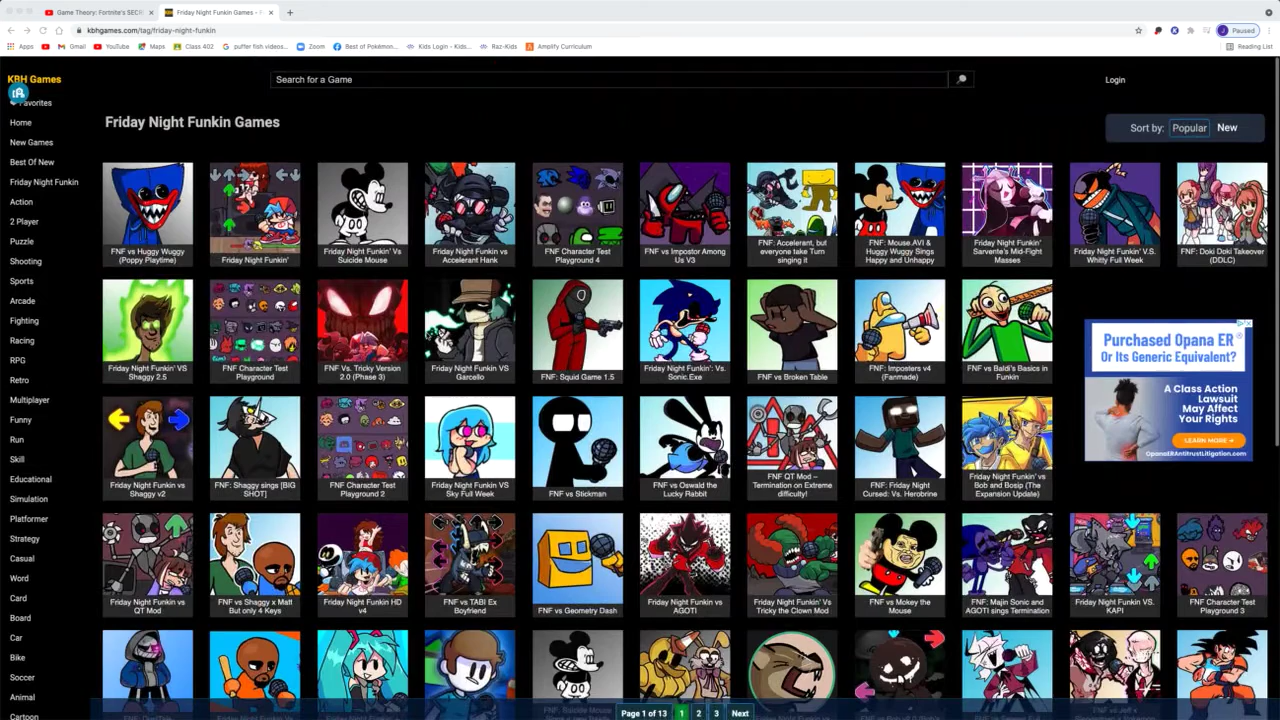 Game Theory: Fortnite's SECRE
Friday Night Funkin Games - F
kbhgames.com/tag/friday-night-funkin
Paused
Apps
Gmail
YouTube
Maps
Class 402
puffer fish videos...
Zoom
Best of Pokémon...
Kids Login - Kids...
Raz-Kids
Amplify Curriculum
Reading List
KBH Games
Search for a Game
Login
Favorites
Home
New Games
Best Of New
Friday Night Funkin
Action
2 Player
Puzzle
Shooting
Sports
Arcade
Fighting
Racing
RPG
Retro
Multiplayer
Funny
Run
Skill
Educational
Simulation
Platformer
Strategy
Casual
Word
Card
Board
Car
Bike
Soccer
Animal
Cartoon
Friday Night Funkin Games
Sort by: Popular New
FNF vs Huggy Wuggy
(Poppy Playtime)
Friday Night Funkin'
Friday Night Funkin' Vs
Suicide Mouse
Friday Night Funkin vs
Accelerant Hank
FNF Character Test
Playground 4
FNF vs Impostor Among
Us V3
FNF: Accelerant, but
everyone take Turn
singing it
FNF: Mouse.AVI &
Huggy Wuggy Sings
Happy and Unhappy
Friday Night Funkin'
Sarvente's Mid-Fight
Masses
Friday Night Funkin' V.S.
Whitty Full Week
FNF: Doki Doki Takeover
(DDLC)
Friday Night Funkin' VS
Shaggy 2.5
FNF Character Test
Playground
FNF Vs. Tricky Version
2.0 (Phase 3)
Friday Night Funkin VS
Garcello
FNF: Squid Game 1.5
Friday Night Funkin': Vs.
Sonic.Exe
FNF vs Broken Table
FNF: Imposters v4
(Fanmade)
FNF vs Baldi's Basics in
Funkin
Purchased Opana ER
Or Its Generic Equivalent?
A Class Action
Lawsuit
May Affect
Your Rights
LEARN MORE
OpanaERAntitrustLitigation.com
Friday Night Funkin vs
Shaggy v2
FNF: Shaggy sings [BIG
SHOT]
FNF Character Test
Playground 2
Friday Night Funkin VS
Sky Full Week
FNF vs Stickman
FNF vs Oswald the
Lucky Rabbit
FNF QT Mod –
Termination on Extreme
difficulty!
FNF: Friday Night
Cursed: Vs. Herobrine
Friday Night Funkin' vs
Bob and Bosip (The
Expansion Update)
Friday Night Funkin vs
QT Mod
FNF vs Shaggy x Matt
But only 4 Keys
Friday Night Funkin HD
v4
FNF vs TABI Ex
Boyfriend
FNF vs Geometry Dash
Friday Night Funkin vs
AGOTI
Friday Night Funkin' Vs
Tricky the Clown Mod
FNF vs Mokey the
Mouse
FNF: Majin Sonic and
AGOTI sings Termination
Friday Night Funkin VS.
KAPI
FNF Character Test
Playground 3
Page 1 of 13
1
2
3
Next